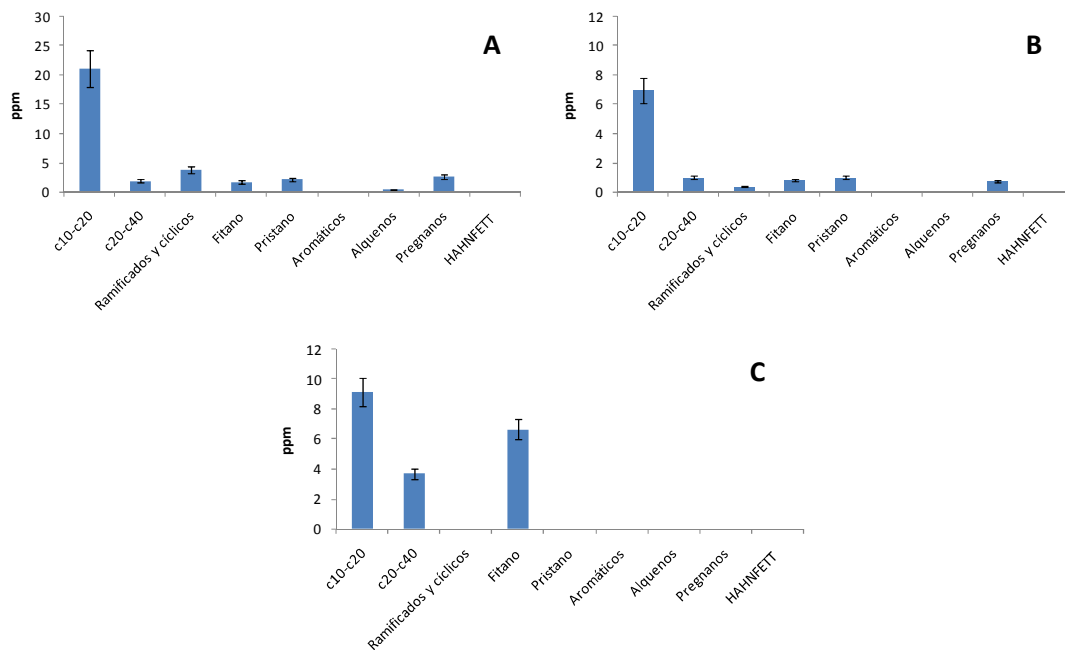 A
ppm
30
25
20
15
10
5
0
c10-c20
c20-c40
Ramificados y cíclicos
Fitano
Pristano
Aromáticos
Alquenos
Pregnanos
HAHNFETT
B
ppm
12
10
8
6
4
2
0
c10-c20
c20-c40
Ramificados y cíclicos
Fitano
Pristano
Aromáticos
Alquenos
Pregnanos
HAHNFETT
C
ppm
12
10
8
6
4
2
0
c10-c20
c20-c40
Ramificados y cíclicos
Fitano
Pristano
Aromáticos
Alquenos
Pregnanos
HAHNFETT